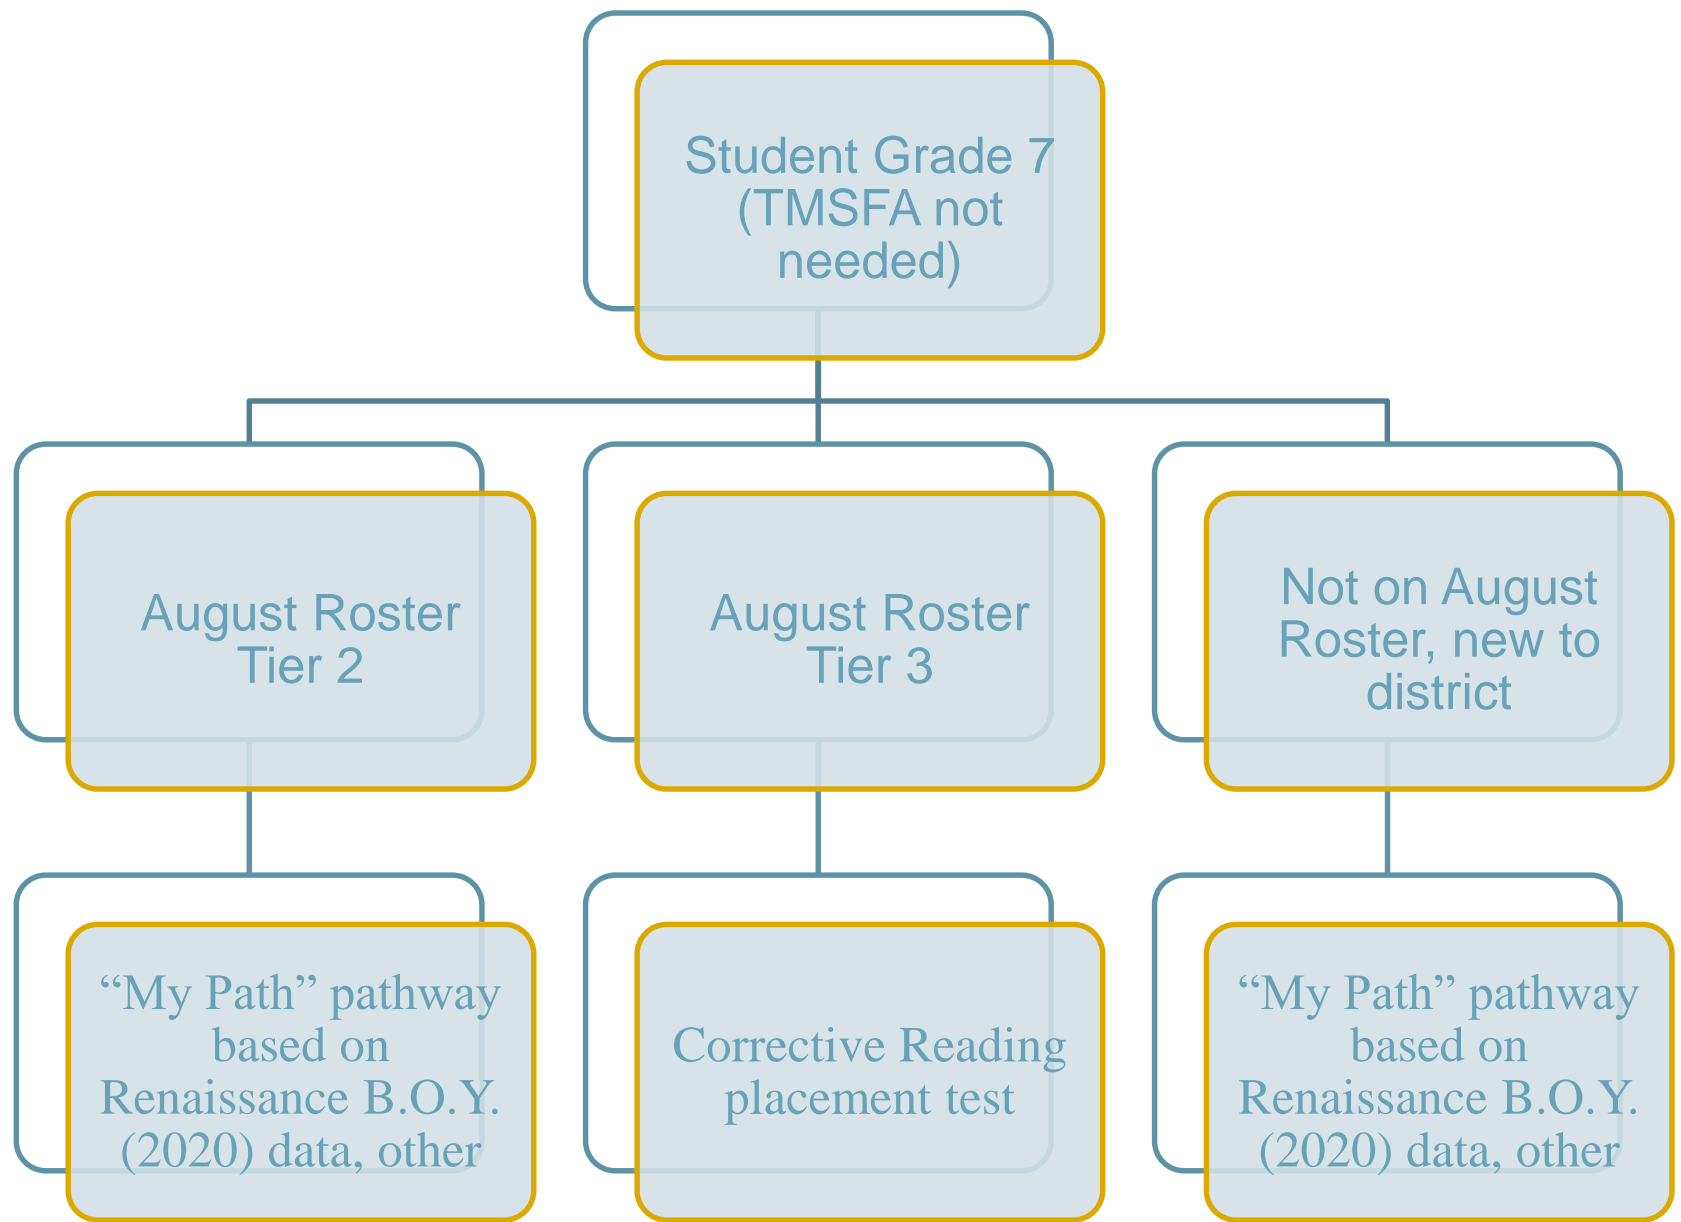 Student Grade 7
(TMSFA not
needed)
August Roster
Tier 2
August Roster
Tier 3
Not on August
Roster, new to
district
“My Path” pathway
based on
Renaissance B.O.Y.
(2020) data, other
Corrective Reading
placement test
“My Path” pathway
based on
Renaissance B.O.Y.
(2020) data, other